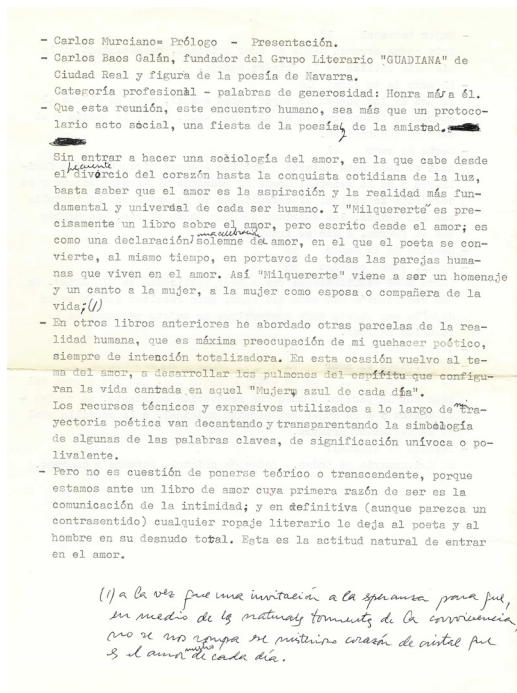 - Carlos Murciano= Prólogo - Presentación.
- Carlos Baos Galán, fundador del Grupo Literario "GUADIANA" de
Ciudad Real y figura de la poesía de Navarra.
Categoría profesional - palabras de generosidad: Honra más a él.
- Que esta reunión, este encuentro humano, sea más que un protoco-
lario acto social, una fiesta de la poesía y de la amistad.
Sin entrar a hacer una sociología del amor, en la que cabe desde
el frecuente divorcio del corazón hasta la conquista cotidiana de la luz,
basta saber que el amor es la aspiración y la realidad más fun-
damental y universal de cada ser humano. Y "Milquererte" es pre-
cisamente un libro sobre el amor, pero escrito desde el amor; es
como una declaración/solemne del amor, en el que el poeta se con-
vierte, al mismo tiempo, en portavoz de todas las parejas huma-
nas que viven en el amor. Así "Milquererte" viene a ser un homenaje
y un canto a la mujer, a la mujer como esposa o compañera de la
vida;(1)
- En otros libros anteriores he abordado otras parcelas de la rea-
lidad humana, que es máxima preocupación de mi quehacer poético,
siempre de intención totalizadora. En esta ocasión vuelvo al te-
ma del amor, a desarrollar los pulmones del espíritu que configu-
ran la vida cantada en aquel "Mujer, azul de cada día".
Los recursos técnicos y expresivos utilizados a lo largo de mi tra-
yectoria poética van decantando y transparentando la simbología
de algunas de las palabras claves, de significación unívoca o po-
livalente.
- Pero no es cuestión de ponerse teórico o transcendente, porque
estamos ante un libro de amor cuya primera razón de ser es la
comunicación de la intimidad; y en definitiva (aunque parezca un
contrasentido) cualquier ropaje literario le deja al poeta y al
hombre en su desnudo total. Esta es la actitud natural de entrar
en el amor.
(1) a la vez que una invitación a la esperanza para que,
en medio de las naturales tormentas de la convivencia,
no se nos rompa ese misterioso corazón de cristal que
es el amor nuestro de cada día.